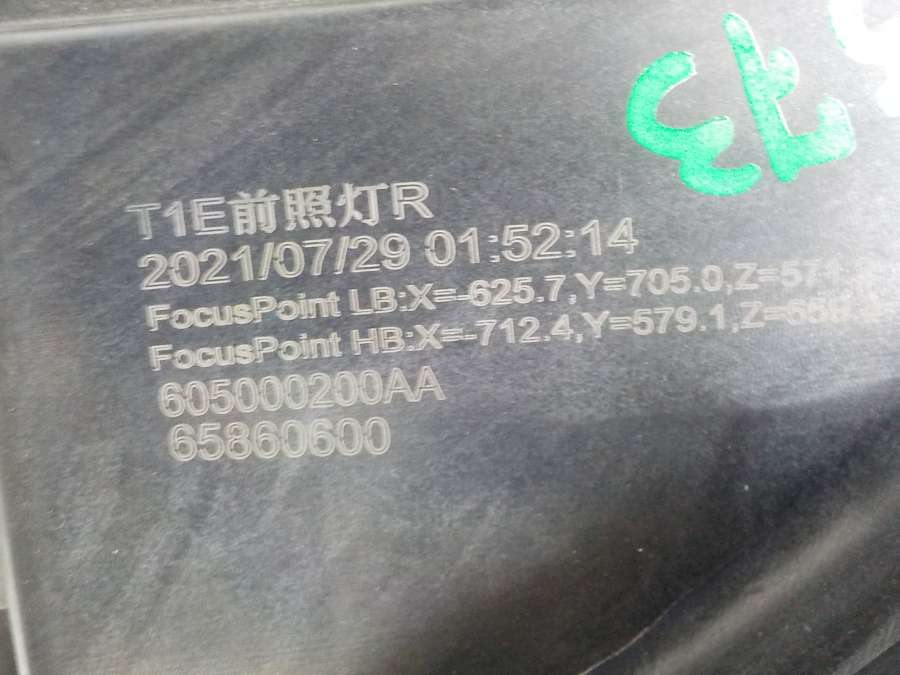 T1E前照灯R
2021/07/29 01:52:14
FocusPoint LB:X=-625.7,Y=705.0,Z=571
FocusPoint HB:X=-712.4,Y=579.1,
605000200AA
65860600